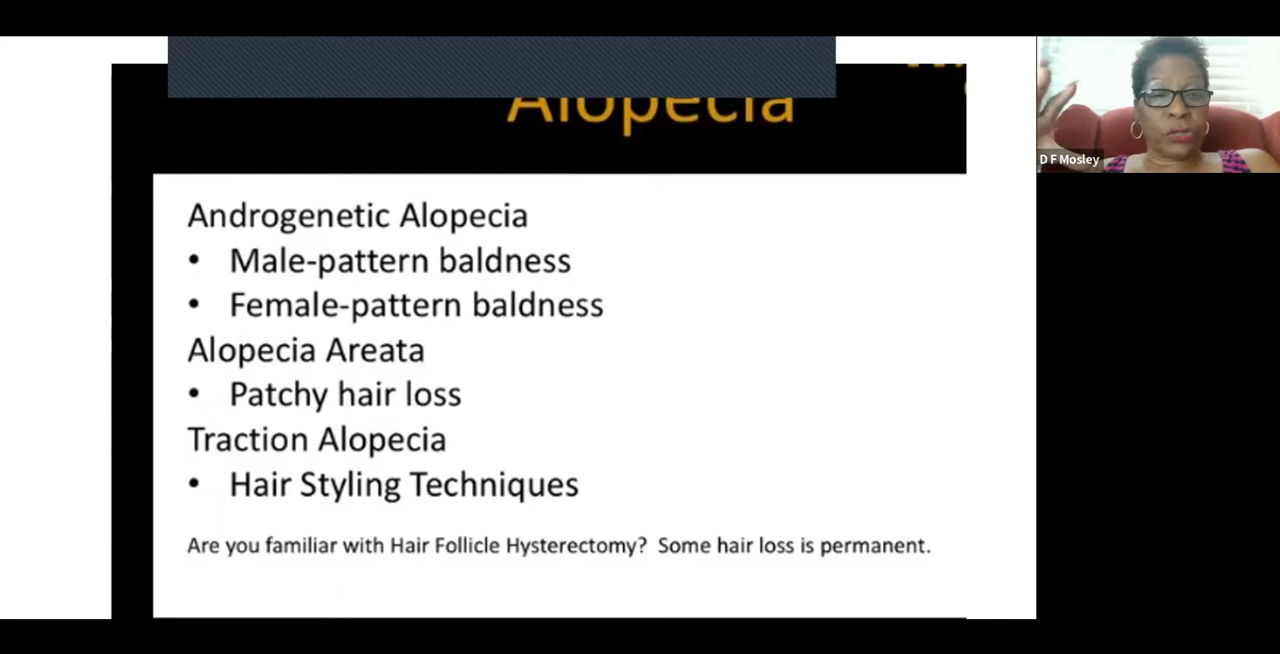 Alopecia
Androgenetic Alopecia
• Male-pattern baldness
• Female-pattern baldness
Alopecia Areata
• Patchy hair loss
Traction Alopecia
• Hair Styling Techniques
Are you familiar with Hair Follicle Hysterectomy? Some hair loss is permanent.
D F Mosley